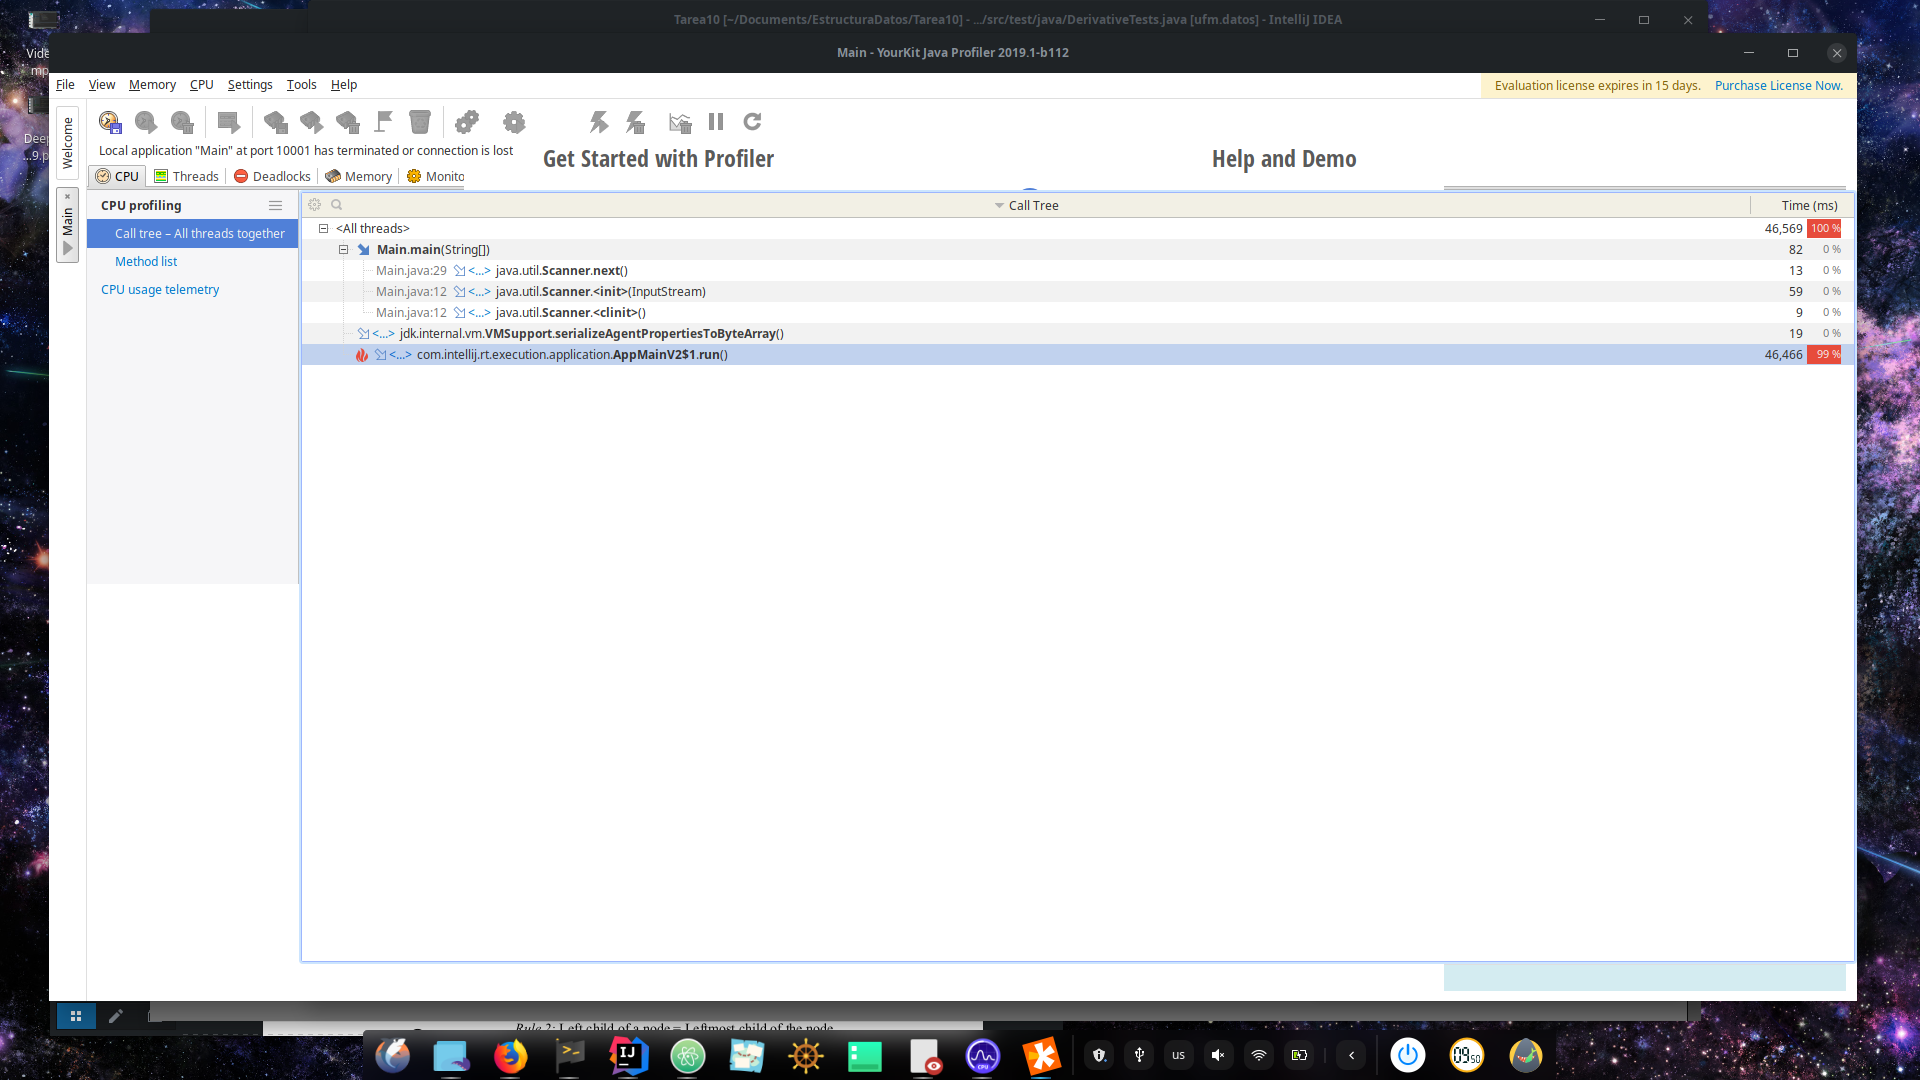 Tarea10 [~/Documents/EstructuraDatos/Tarea10] - .../src/test/java/DerivativeTests.java [ufm.datos] - IntelliJ IDEA
Main - YourKit Java Profiler 2019.1-b112
File View Memory CPU Settings Tools Help
Evaluation license expires in 15 days. Purchase License Now.
Welcome
Main
Local application "Main" at port 10001 has terminated or connection is lost
Get Started with Profiler
Help and Demo
CPU Threads Deadlocks Memory Monito
CPU profiling
Call tree – All threads together
Method list
CPU usage telemetry
Call Tree Time (ms)
<All threads> 46,569 100 %
Main.main(String[]) 82 0 %
Main.java:29 <...> java.util.Scanner.next() 13 0 %
Main.java:12 <...> java.util.Scanner.<init>(InputStream) 59 0 %
Main.java:12 <...> java.util.Scanner.<clinit>() 9 0 %
<...> jdk.internal.vm.VMSupport.serializeAgentPropertiesToByteArray() 19 0 %
<...> com.intellij.rt.execution.application.AppMainV2$1.run() 46,466 99 %
Rule 2: Left child of a node = Leftmost child of the node
IJ
CPU
us
09 50